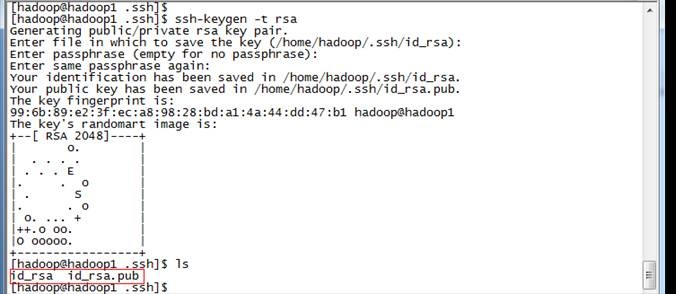 [hadoop@hadoop1 .ssh]$
[hadoop@hadoop1 .ssh]$ ssh-keygen -t rsa
Generating public/private rsa key pair.
Enter file in which to save the key (/home/hadoop/.ssh/id_rsa):
Enter passphrase (empty for no passphrase):
Enter same passphrase again:
Your identification has been saved in /home/hadoop/.ssh/id_rsa.
Your public key has been saved in /home/hadoop/.ssh/id_rsa.pub.
The key fingerprint is:
99:6b:89:e2:3f:ec:a8:98:28:bd:a1:4a:44:dd:47:b1 hadoop@hadoop1
The key's randomart image is:
+--[ RSA 2048]----+
|        o.       |
|   . . . .       |
|  . . . E        |
|.     .  o       |
| .      S        |
|.      . o       |
| o. ... +        |
|++.o oo.         |
|O ooooo.         |
+-----------------+
[hadoop@hadoop1 .ssh]$ ls
id_rsa  id_rsa.pub
[hadoop@hadoop1 .ssh]$